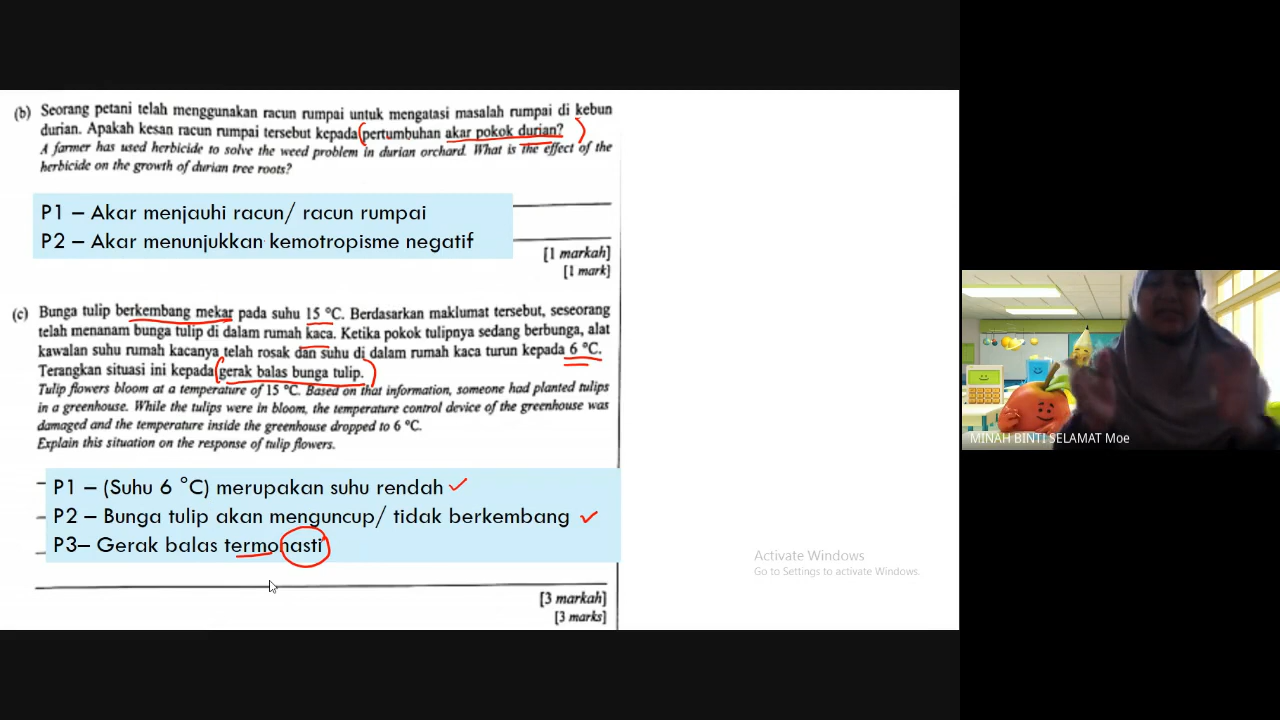 (b) Seorang petani telah menggunakan racun rumpai untuk mengatasi masalah rumpai di kebun
durian. Apakah kesan racun rumpai tersebut kepada pertumbuhan akar pokok durian?
A farmer has used herbicide to solve the weed problem in durian orchard. What is the effect of the
herbicide on the growth of durian tree roots?
P1 – Akar menjauhi racun/ racun rumpai
P2 – Akar menunjukkan kemotropisme negatif
[1 markah]
[1 mark]
(c) Bunga tulip berkembang mekar pada suhu 15 °C. Berdasarkan maklumat tersebut, seseorang
telah menanam bunga tulip di dalam rumah kaca. Ketika pokok tulipnya sedang berbunga, alat
kawalan suhu rumah kacanya telah rosak dan suhu di dalam rumah kaca turun kepada 6 °C.
Terangkan situasi ini kepada gerak balas bunga tulip.
Tulip flowers bloom at a temperature of 15 °C. Based on that information, someone had planted tulips
in a greenhouse. While the tulips were in bloom, the temperature control device of the greenhouse was
damaged and the temperature inside the greenhouse dropped to 6 °C.
Explain this situation on the response of tulip flowers.
P1 – (Suhu 6 °C) merupakan suhu rendah
P2 – Bunga tulip akan menguncup/ tidak berkembang
P3– Gerak balas termonasti
[3 markah]
[3 marks]
Activate Windows
Go to Settings to activate Windows.
MINAH BINTI SELAMAT Moe